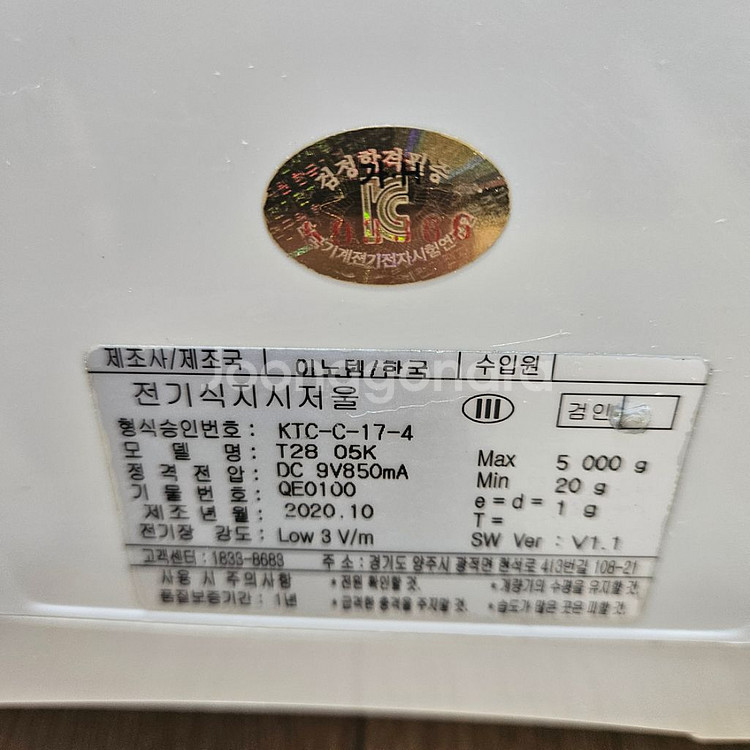 검정합격필증
제조사/제조국 이노텍/한국 수입원
전기식지시저울 III 검인
형식승인번호 : KTC-C-17-4
모 델 명 : T28 05K
정격전압 : DC 9V850mA
기물번호 : QE0100
제조년월 : 2020.10
전기장 강도 : Low 3 V/m
Max 5 000 g
Min 20 g
e = d = 1 g
T =
SW Ver : V1.1
고객센터 : 1833-8683 주 소 : 경기도 양주시 광적면 현석로 413번길 108-21
사용 시 주의사항 * 전원 확인할 것. * 계량기의 수평을 유지할 것.
품질보증기간 : 1년 * 급격한 충격을 주지말 것. * 습도가 많은 곳은 피할 것.
joonggonara